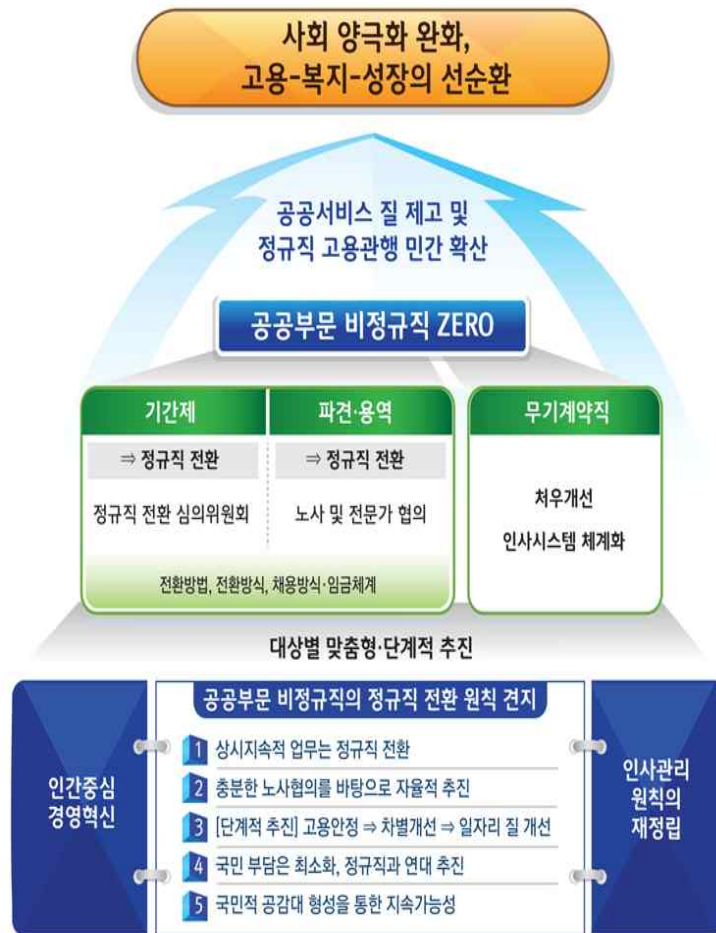 사회 양극화 완화,
고용-복지-성장의 선순환
공공서비스 질 제고 및
정규직 고용관행 민간 확산
공공부문 비정규직 ZERO
기간제
⇒ 정규직 전환
정규직 전환 심의위원회
파견·용역
⇒ 정규직 전환
노사 및 전문가 협의
전환방법, 전환방식, 채용방식·임금체계
무기계약직
처우개선
인사시스템 체계화
대상별 맞춤형·단계적 추진
인간중심
경영혁신
공공부문 비정규직의 정규직 전환 원칙 견지
1 상시지속적 업무는 정규직 전환
2 충분한 노사협의를 바탕으로 자율적 추진
3 [단계적 추진] 고용안정 ⇒ 차별개선 ⇒ 일자리 질 개선
4 국민 부담은 최소화, 정규직과 연대 추진
5 국민적 공감대 형성을 통한 지속가능성
인사관리
원칙의
재정립